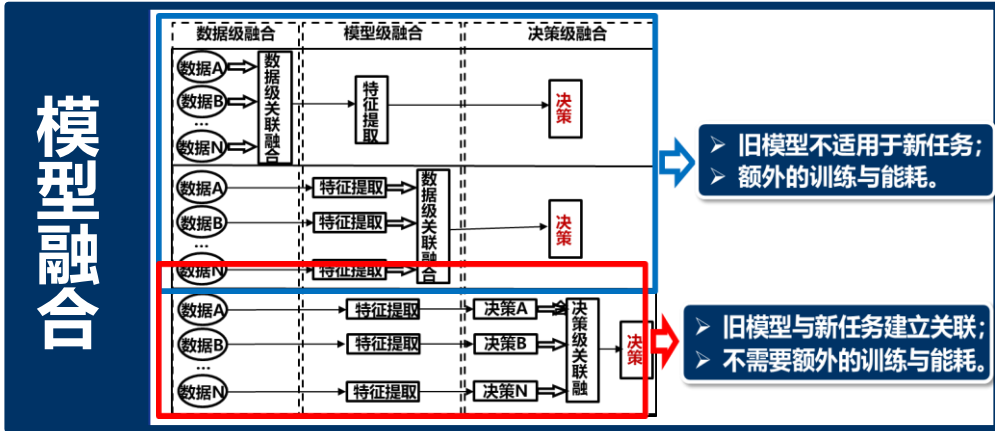 模型融合
数据级融合
模型级融合
决策级融合
数据A
数据B
...
数据N
数据级关联融合
特征提取
决策
数据A
数据B
...
数据N
特征提取
特征提取
特征提取
数据级关联融合
决策
数据A
数据B
...
数据N
特征提取
特征提取
特征提取
决策A
决策B
决策N
决策级关联融
决策
➢ 旧模型不适用于新任务；
➢ 额外的训练与能耗。
➢ 旧模型与新任务建立关联；
➢ 不需要额外的训练与能耗。